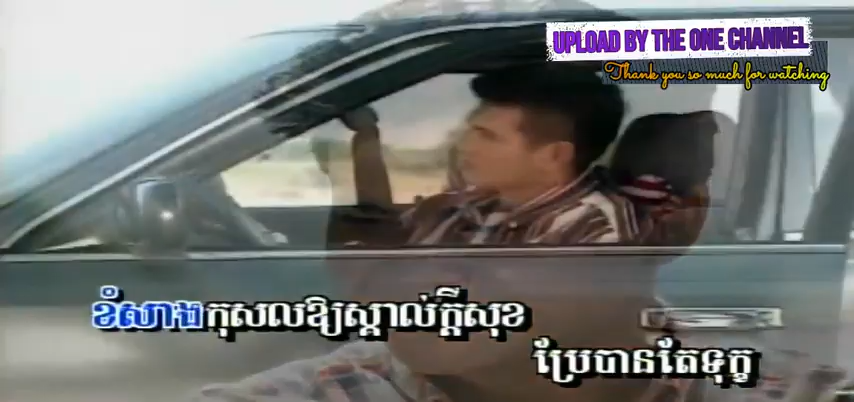 UPLOAD BY THE ONE CHANNEL
Thank you so much for watching
ខំសាងកុសលឱ្យស្គាល់ក្ដីសុខ
ប្រែបានតែទុក្ខ